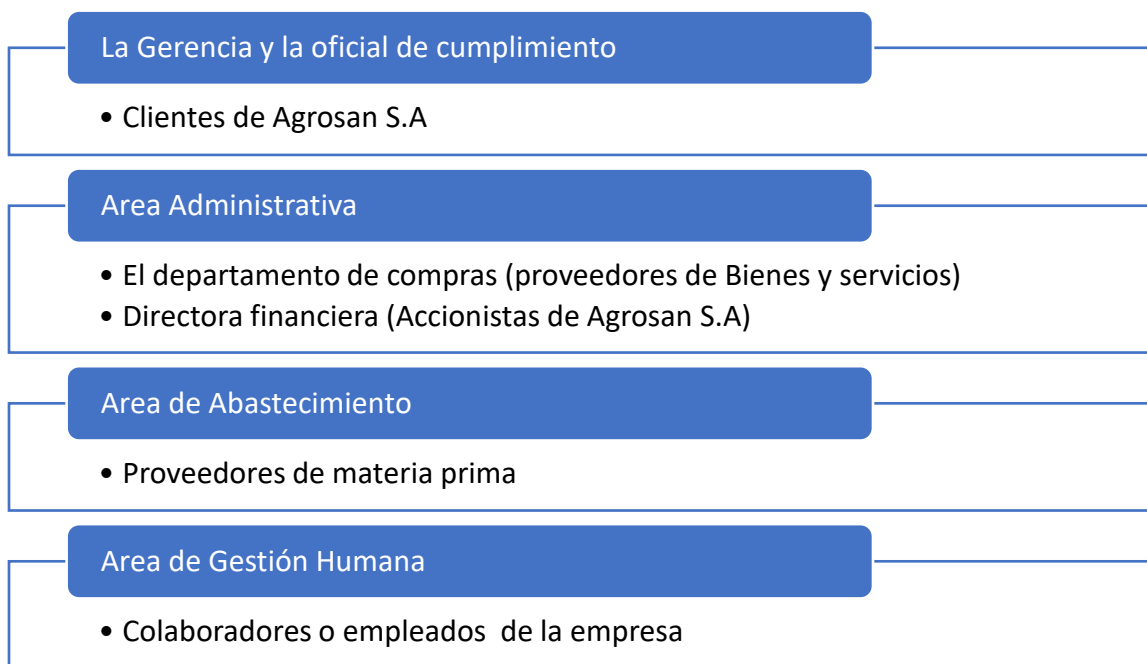 La Gerencia y la oficial de cumplimiento
• Clientes de Agrosan S.A
Area Administrativa
• El departamento de compras (proveedores de Bienes y servicios)
• Directora financiera (Accionistas de Agrosan S.A)
Area de Abastecimiento
• Proveedores de materia prima
Area de Gestión Humana
• Colaboradores o empleados  de la empresa